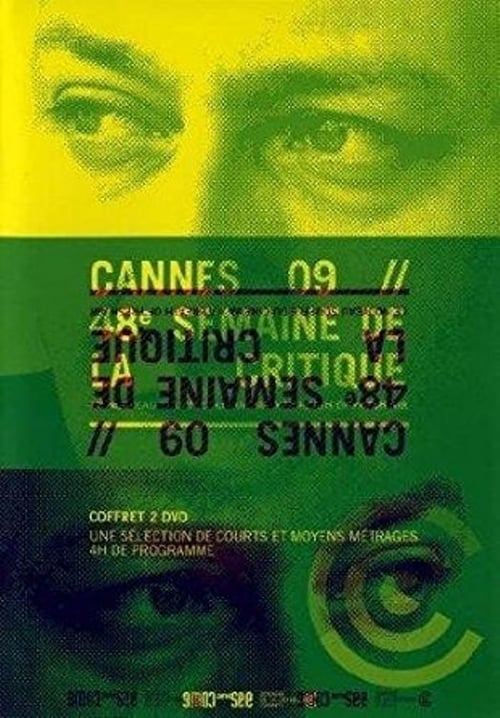 CANNES 09 //
48e SEMAINE DE
LA CRITIQUE
CANNES 09 //
48e SEMAINE DE
LA CRITIQUE
COFFRET 2 DVD
UNE SÉLECTION DE COURTS ET MOYENS MÉTRAGES
4H DE PROGRAMME